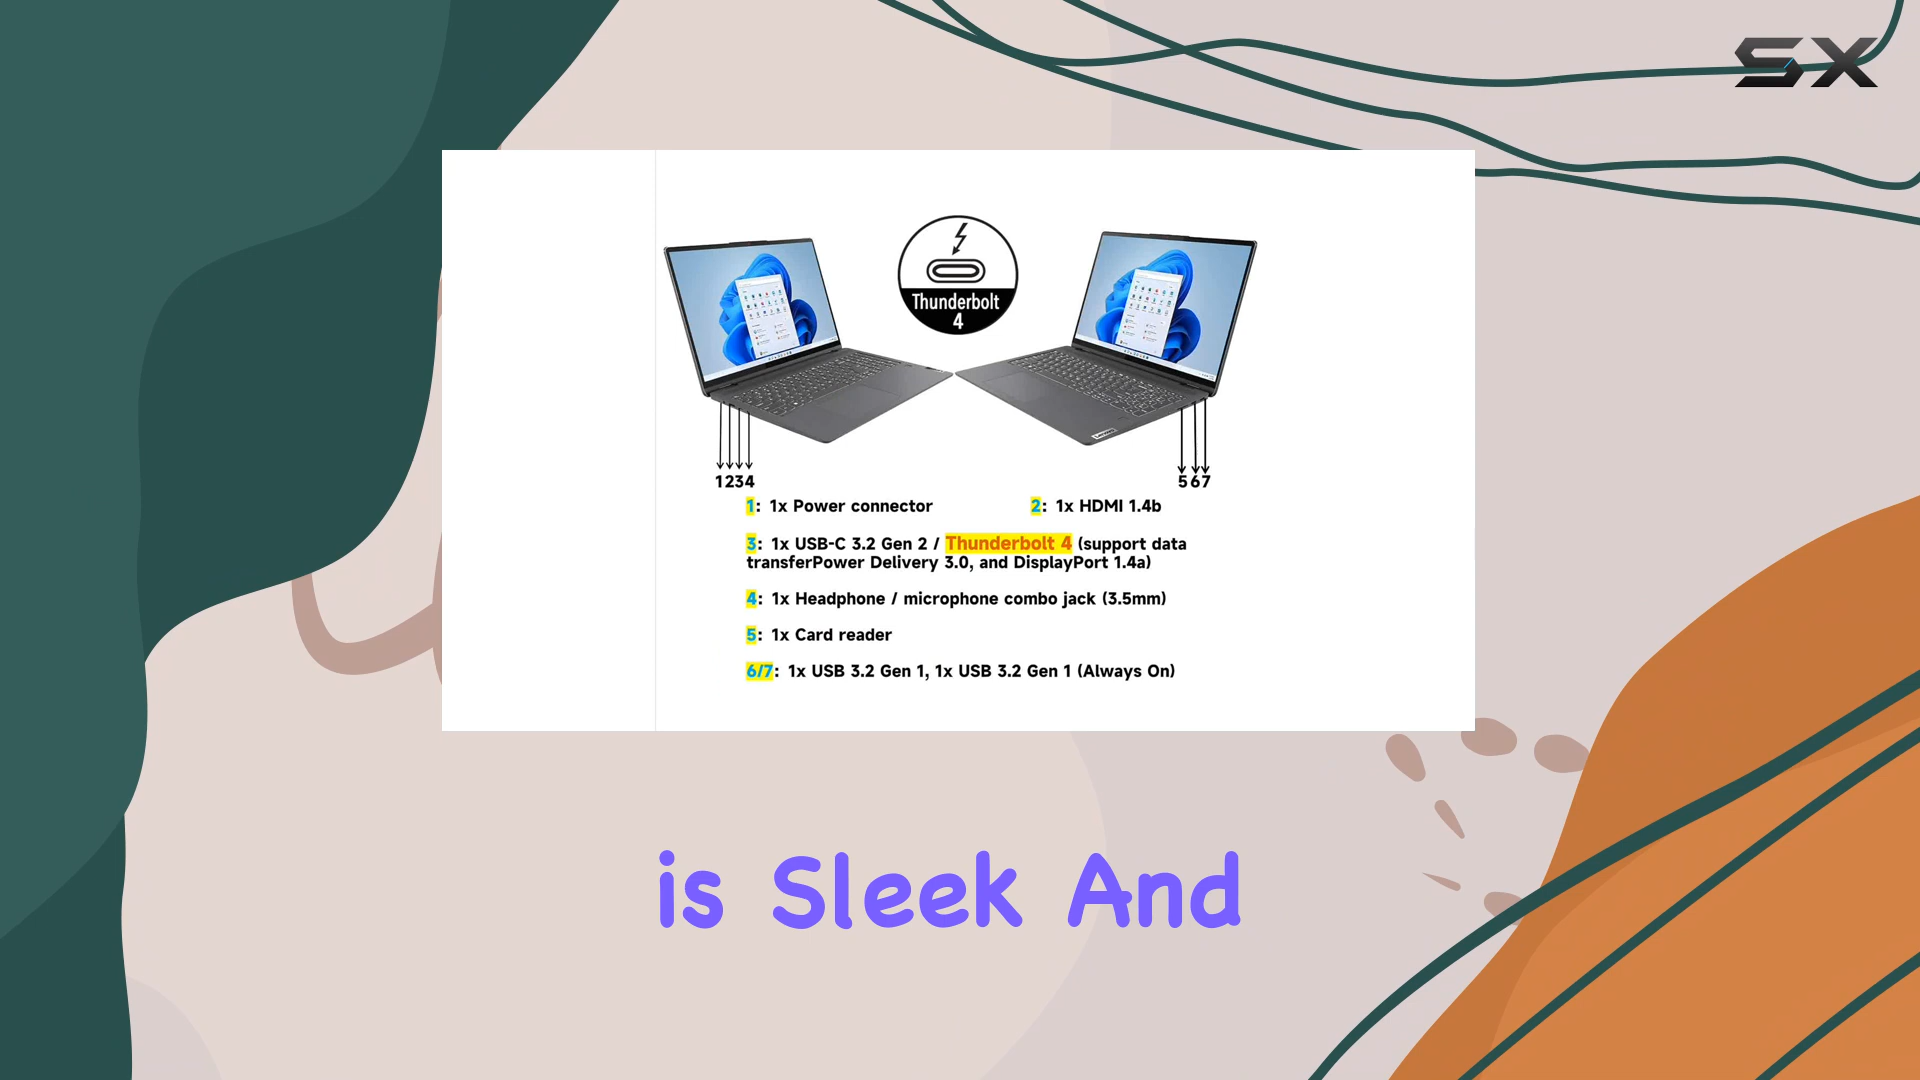 SX
Thunderbolt
4
1234
567
1: 1x Power connector
2: 1x HDMI 1.4b
3: 1x USB-C 3.2 Gen 2 / Thunderbolt 4 (support data
transferPower Delivery 3.0, and DisplayPort 1.4a)
4: 1x Headphone / microphone combo jack (3.5mm)
5: 1x Card reader
6/7: 1x USB 3.2 Gen 1, 1x USB 3.2 Gen 1 (Always On)
is Sleek And